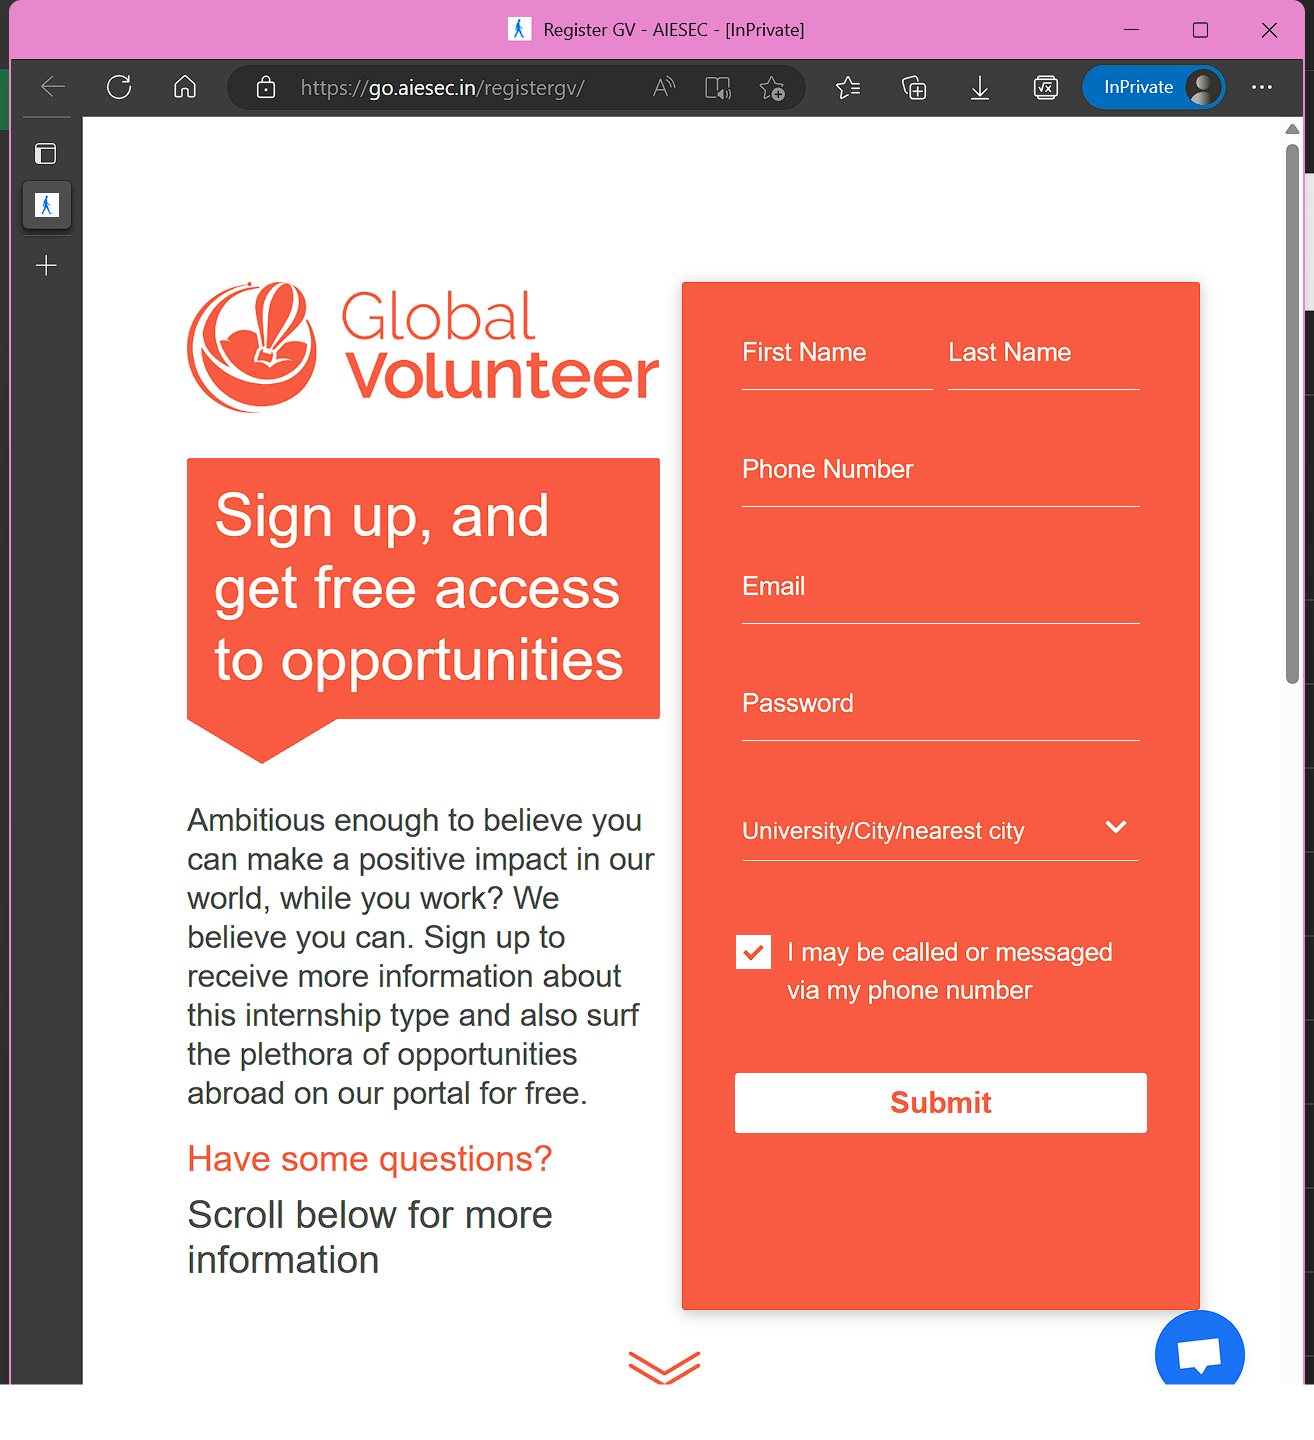 Register GV - AIESEC - [InPrivate]
https://go.aiesec.in/registergv/
InPrivate
Global
Volunteer
Sign up, and
get free access
to opportunities
Ambitious enough to believe you
can make a positive impact in our
world, while you work? We
believe you can. Sign up to
receive more information about
this internship type and also surf
the plethora of opportunities
abroad on our portal for free.
Have some questions?
Scroll below for more
information
First Name
Last Name
Phone Number
Email
Password
University/City/nearest city
I may be called or messaged
via my phone number
Submit